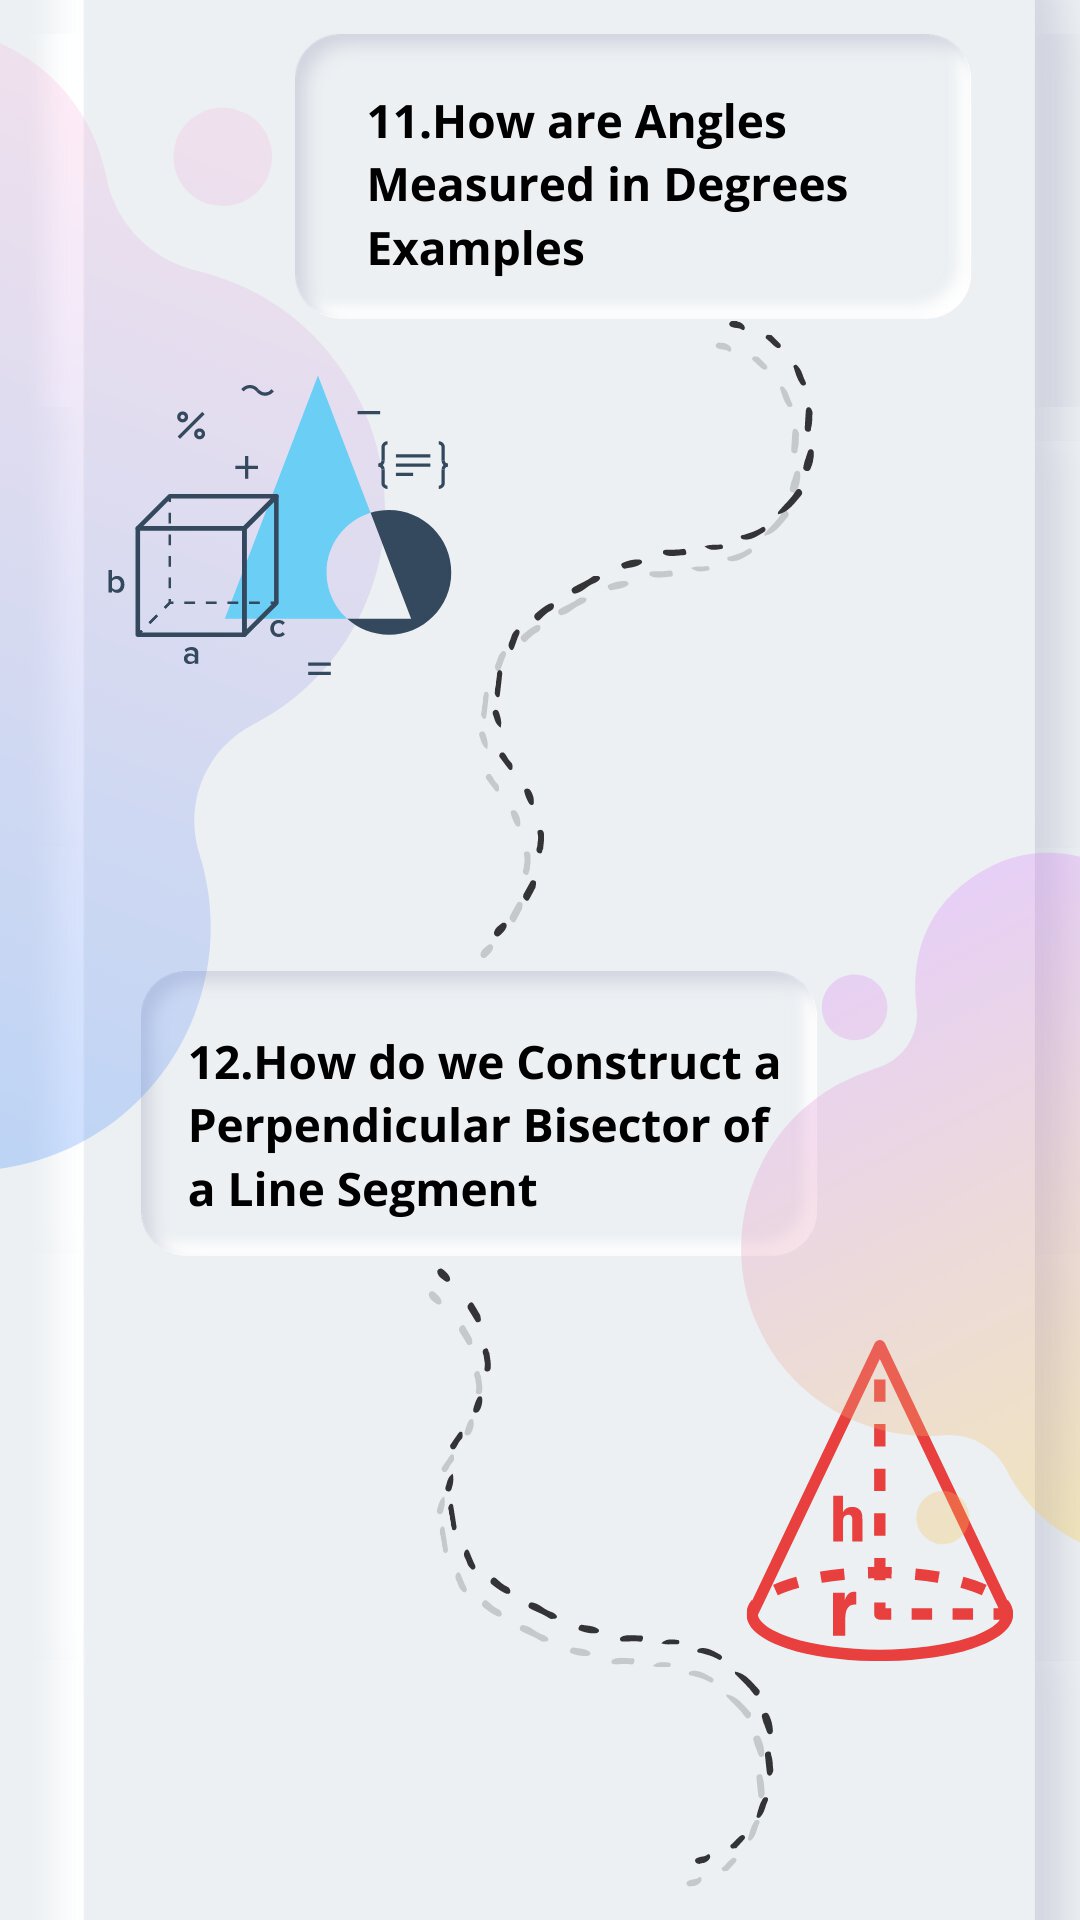 11.How are Angles
Measured in Degrees
Examples
~
%
−
+
{=}
b
c
a
=
12.How do we Construct a
Perpendicular Bisector of
a Line Segment
h
r